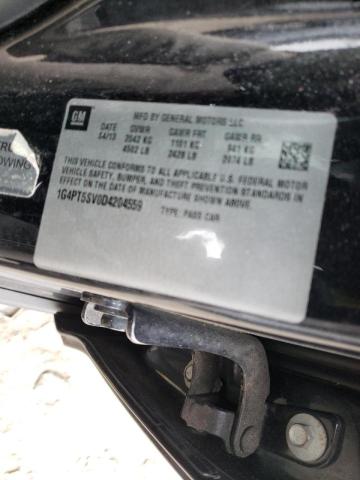 GM
MFD BY GENERAL MOTORS LLC
DATE GVWR GAWR FRT GAWR RR
04/13 2042 KG 1101 KG 941 KG
4502 LB 2428 LB 2074 LB
THIS VEHICLE CONFORMS TO ALL APPLICABLE U.S. FEDERAL MOTOR
VEHICLE SAFETY, BUMPER, AND THEFT PREVENTION STANDARDS IN
EFFECT ON THE DATE OF MANUFACTURE SHOWN ABOVE.
1G4PT5SV0D4204559 TYPE: PASS CAR
OWING